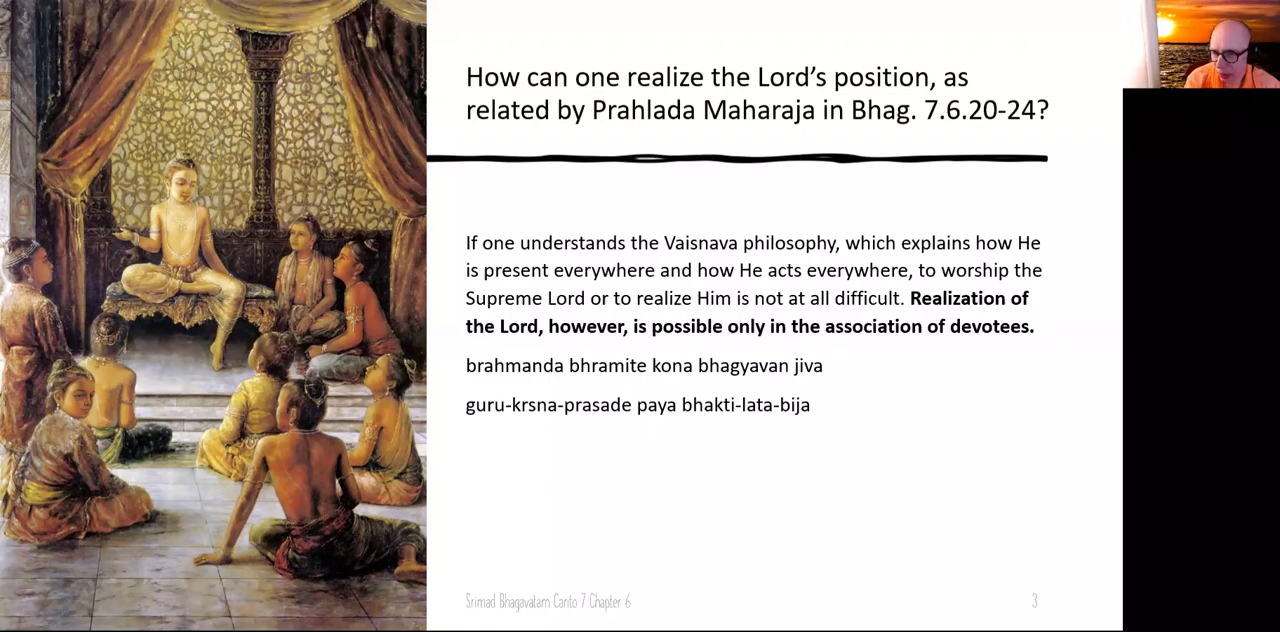 How can one realize the Lord’s position, as
related by Prahlada Maharaja in Bhag. 7.6.20-24?
If one understands the Vaisnava philosophy, which explains how He
is present everywhere and how He acts everywhere, to worship the
Supreme Lord or to realize Him is not at all difficult. Realization of
the Lord, however, is possible only in the association of devotees.
brahmanda bhramite kona bhagyavan jiva
guru-krsna-prasade paya bhakti-lata-bija
Srimad Bhagavatam Canto 7 Chapter 6
3